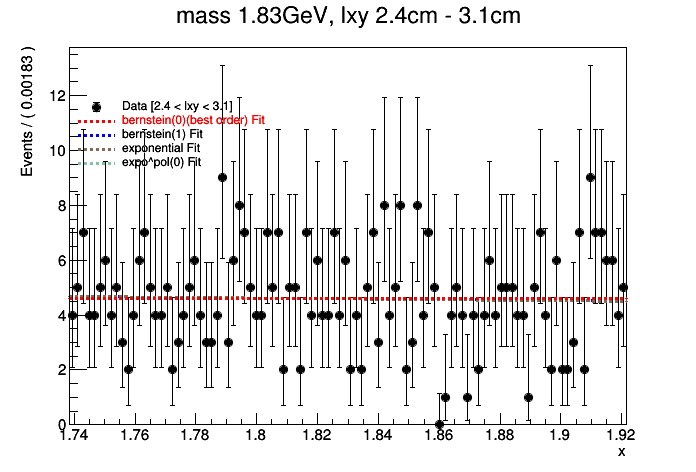 mass 1.83GeV, lxy 2.4cm - 3.1cm
Events / ( 0.00183 )
12
10
8
6
4
2
0
Data [2.4 < lxy < 3.1]
bernstein(0)(best order) Fit
bernstein(1) Fit
exponential Fit
expo^pol(0) Fit
1.74 1.76 1.78 1.8 1.82 1.84 1.86 1.88 1.9 1.92
x